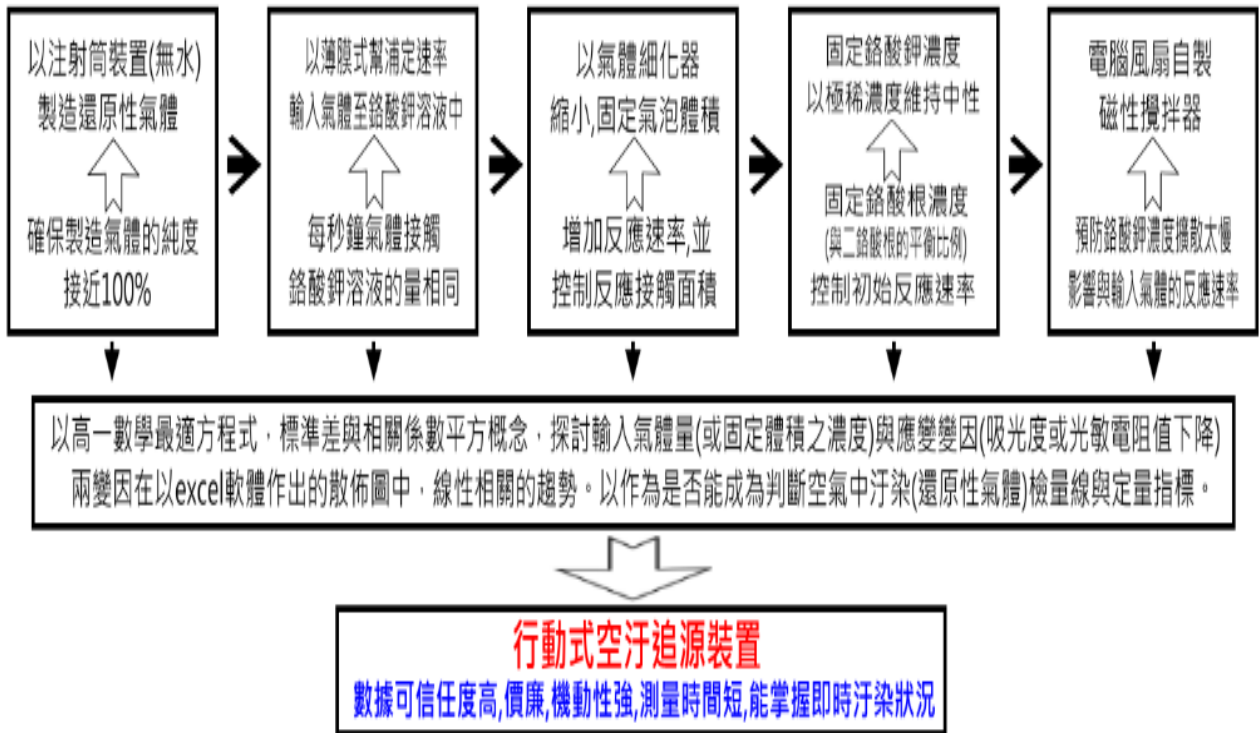 以注射筒裝置(無水)
製造還原性氣體
確保製造氣體的純度
接近100%
以薄膜式幫浦定速率
輸入氣體至鉻酸鉀溶液中
每秒鐘氣體接觸
鉻酸鉀溶液的量相同
以氣體細化器
縮小,固定氣泡體積
增加反應速率,並
控制反應接觸面積
固定鉻酸鉀濃度
以極稀濃度維持中性
固定鉻酸根濃度
(與二鉻酸根的平衡比例)
控制初始反應速率
電腦風扇自製
磁性攪拌器
預防鉻酸鉀濃度擴散太慢
影響與輸入氣體的反應速率
以高一數學最適方程式，標準差與相關係數平方概念，探討輸入氣體量(或固定體積之濃度)與應變變因(吸光度或光敏電阻值下降)
兩變因在以excel軟體作出的散佈圖中，線性相關的趨勢。以作為是否能成為判斷空氣中汙染(還原性氣體)檢量線與定量指標。
行動式空汙追源裝置
數據可信任度高,價廉,機動性強,測量時間短,能掌握即時汙染狀況